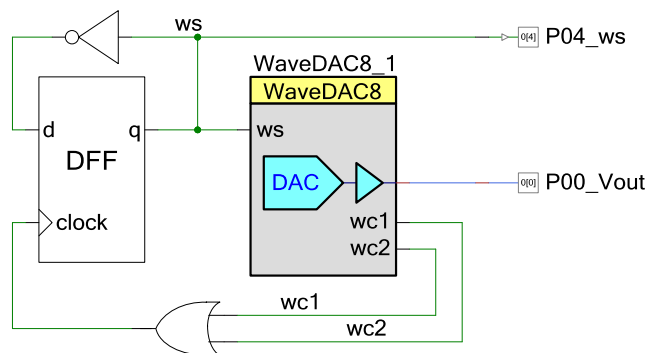 ws
0[4] P04_ws
WaveDAC8_1
WaveDAC8
d q
ws
DFF
DAC
0[0] P00_Vout
clock
wc1
wc2
wc1
wc2